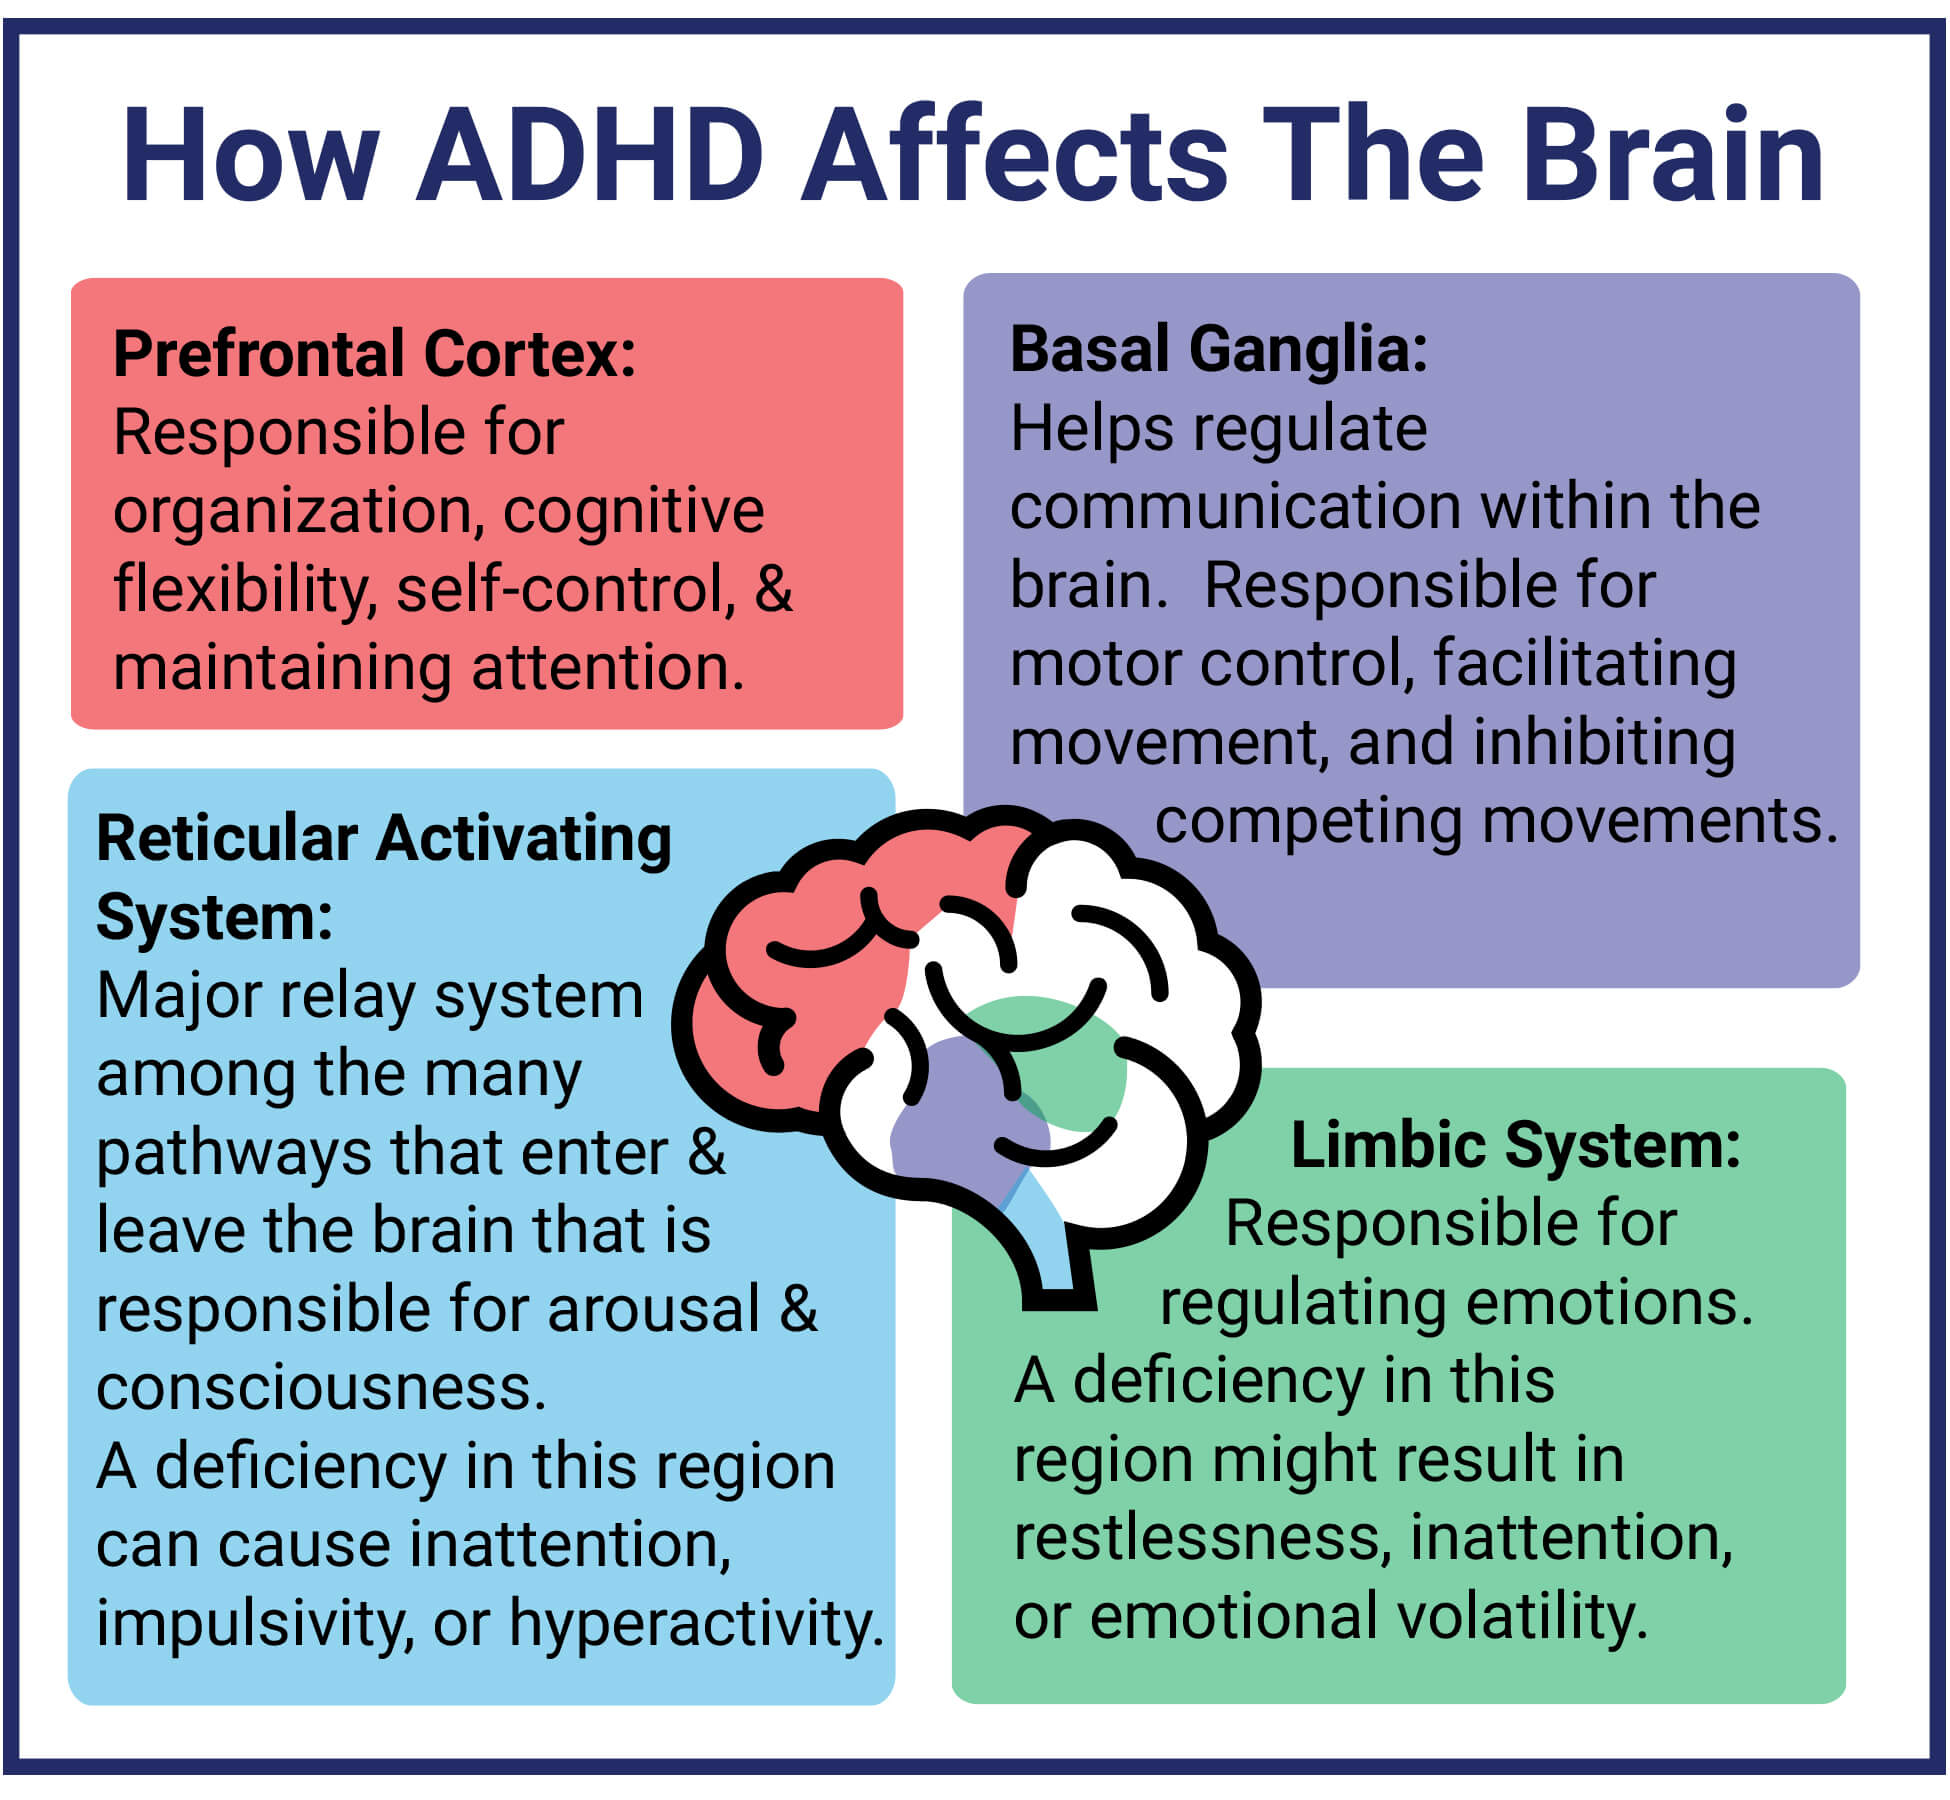 How ADHD Affects The Brain
Prefrontal Cortex:
Responsible for
organization, cognitive
flexibility, self-control, &
maintaining attention.
Basal Ganglia:
Helps regulate
communication within the
brain.  Responsible for
motor control, facilitating
movement, and inhibiting
competing movements.
Reticular Activating
System:
Major relay system
among the many
pathways that enter &
leave the brain that is
responsible for arousal &
consciousness.
A deficiency in this region
can cause inattention,
impulsivity, or hyperactivity.
Limbic System:
Responsible for
regulating emotions.
A deficiency in this
region might result in
restlessness, inattention,
or emotional volatility.